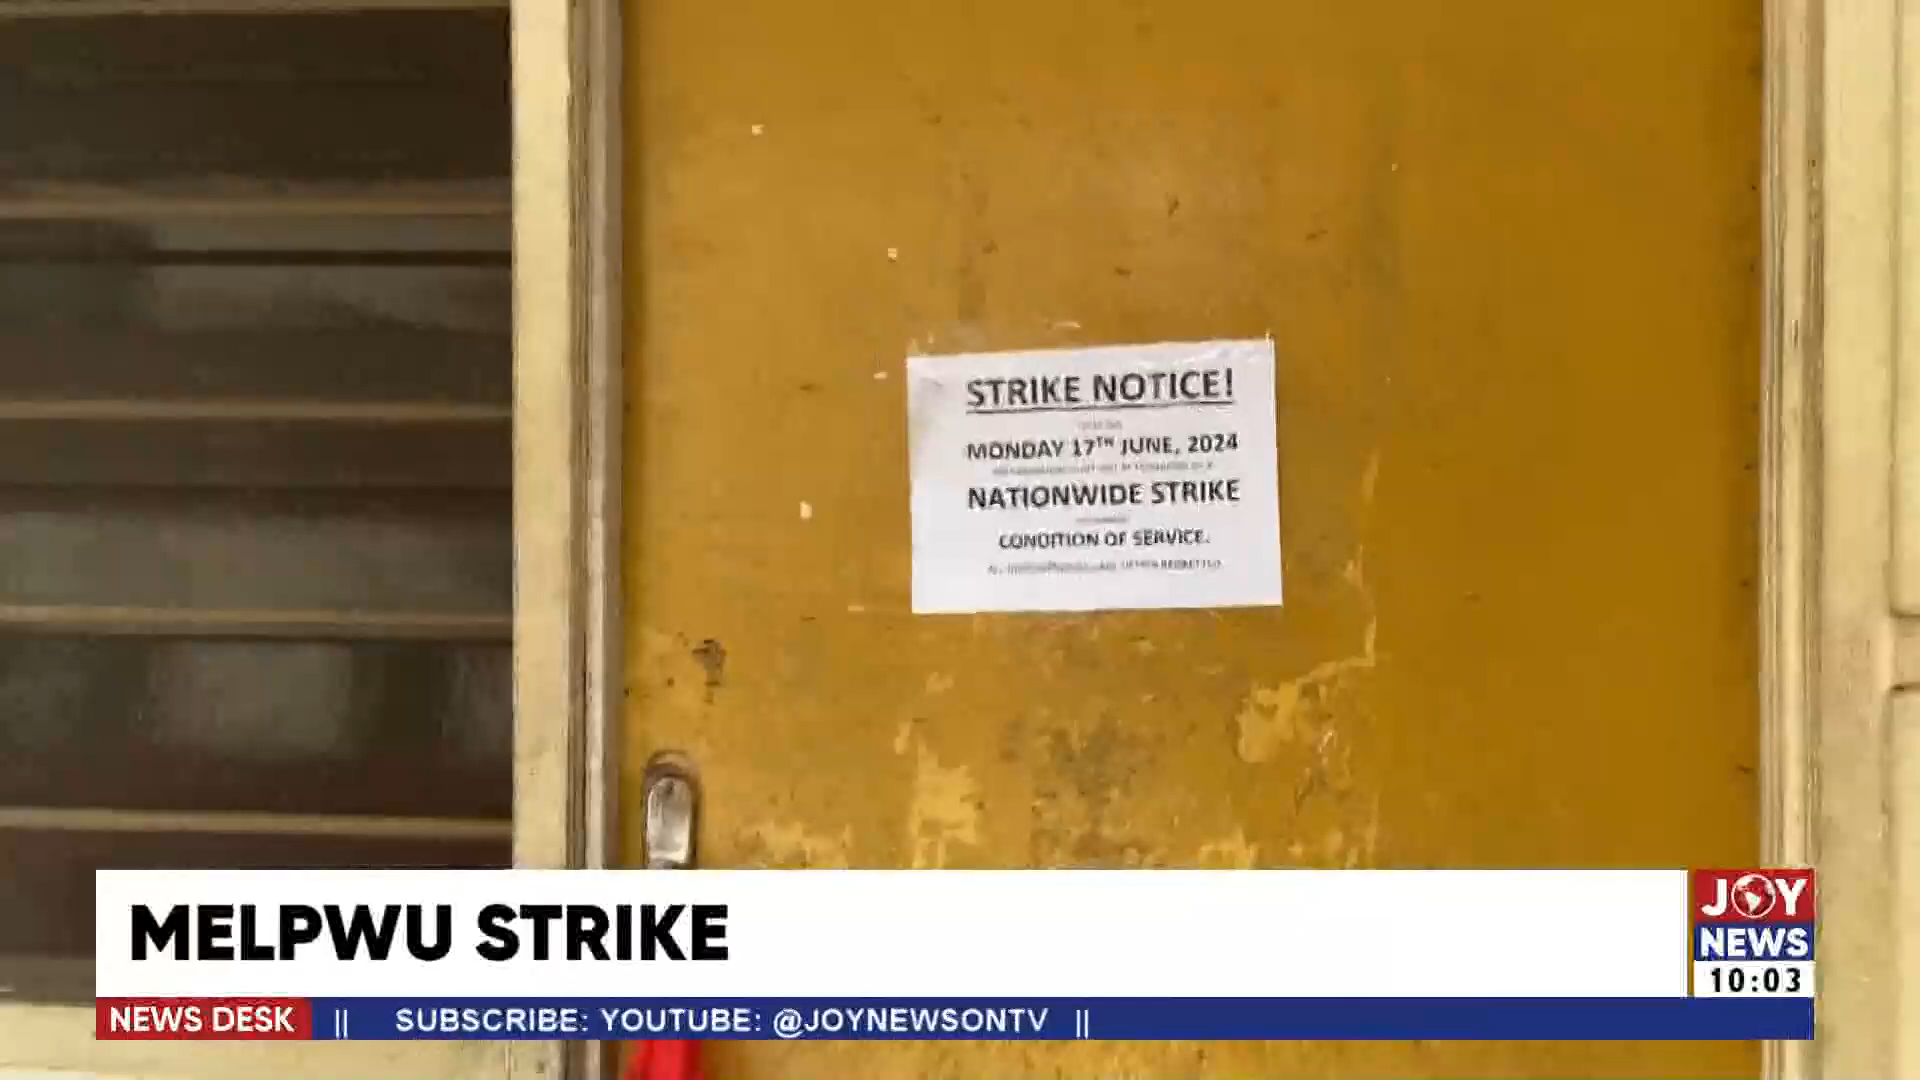 STRIKE NOTICE!
MONDAY 17TH JUNE, 2024
NATIONWIDE STRIKE
CONDITION OF SERVICE.
MELPWU STRIKE
JOY
NEWS
10:03
NEWS DESK || SUBSCRIBE: YOUTUBE: @JOYNEWSONTV ||